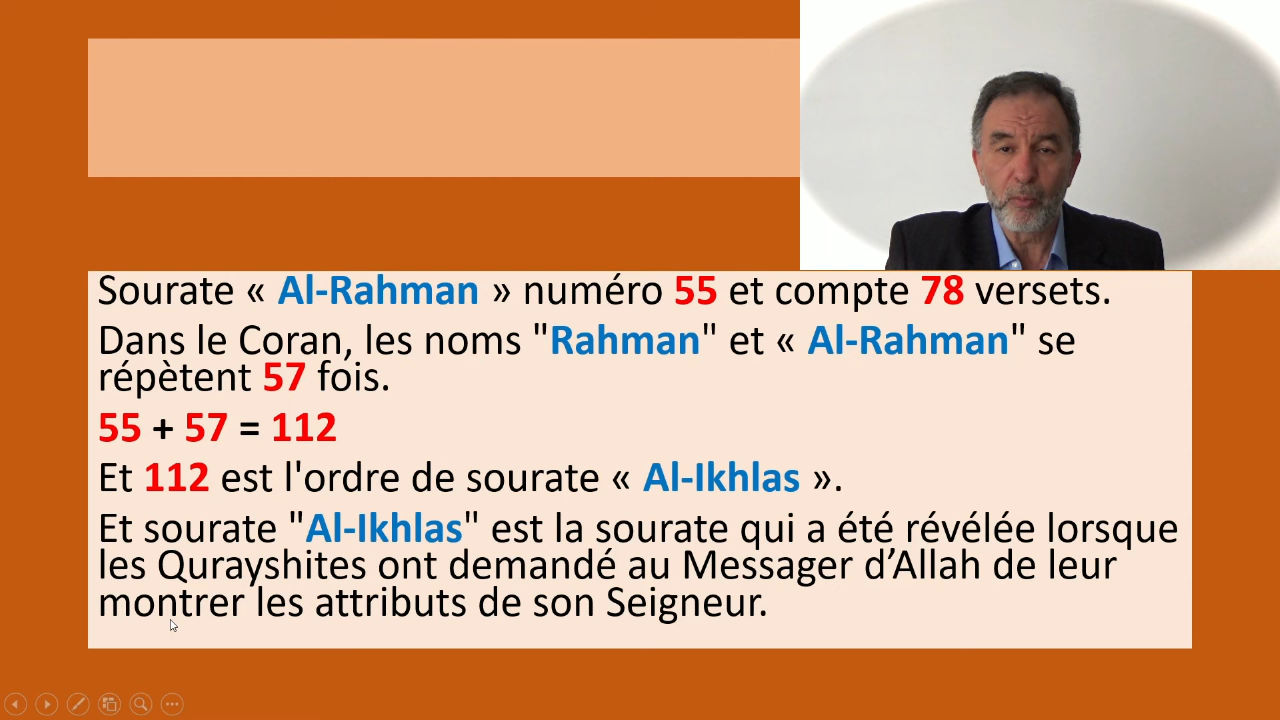 Sourate « Al-Rahman » numéro 55 et compte 78 versets.
Dans le Coran, les noms "Rahman" et « Al-Rahman" se
répètent 57 fois.
55 + 57 = 112
Et 112 est l'ordre de sourate « Al-Ikhlas ».
Et sourate "Al-Ikhlas" est la sourate qui a été révélée lorsque
les Qurayshites ont demandé au Messager d’Allah de leur
montrer les attributs de son Seigneur.